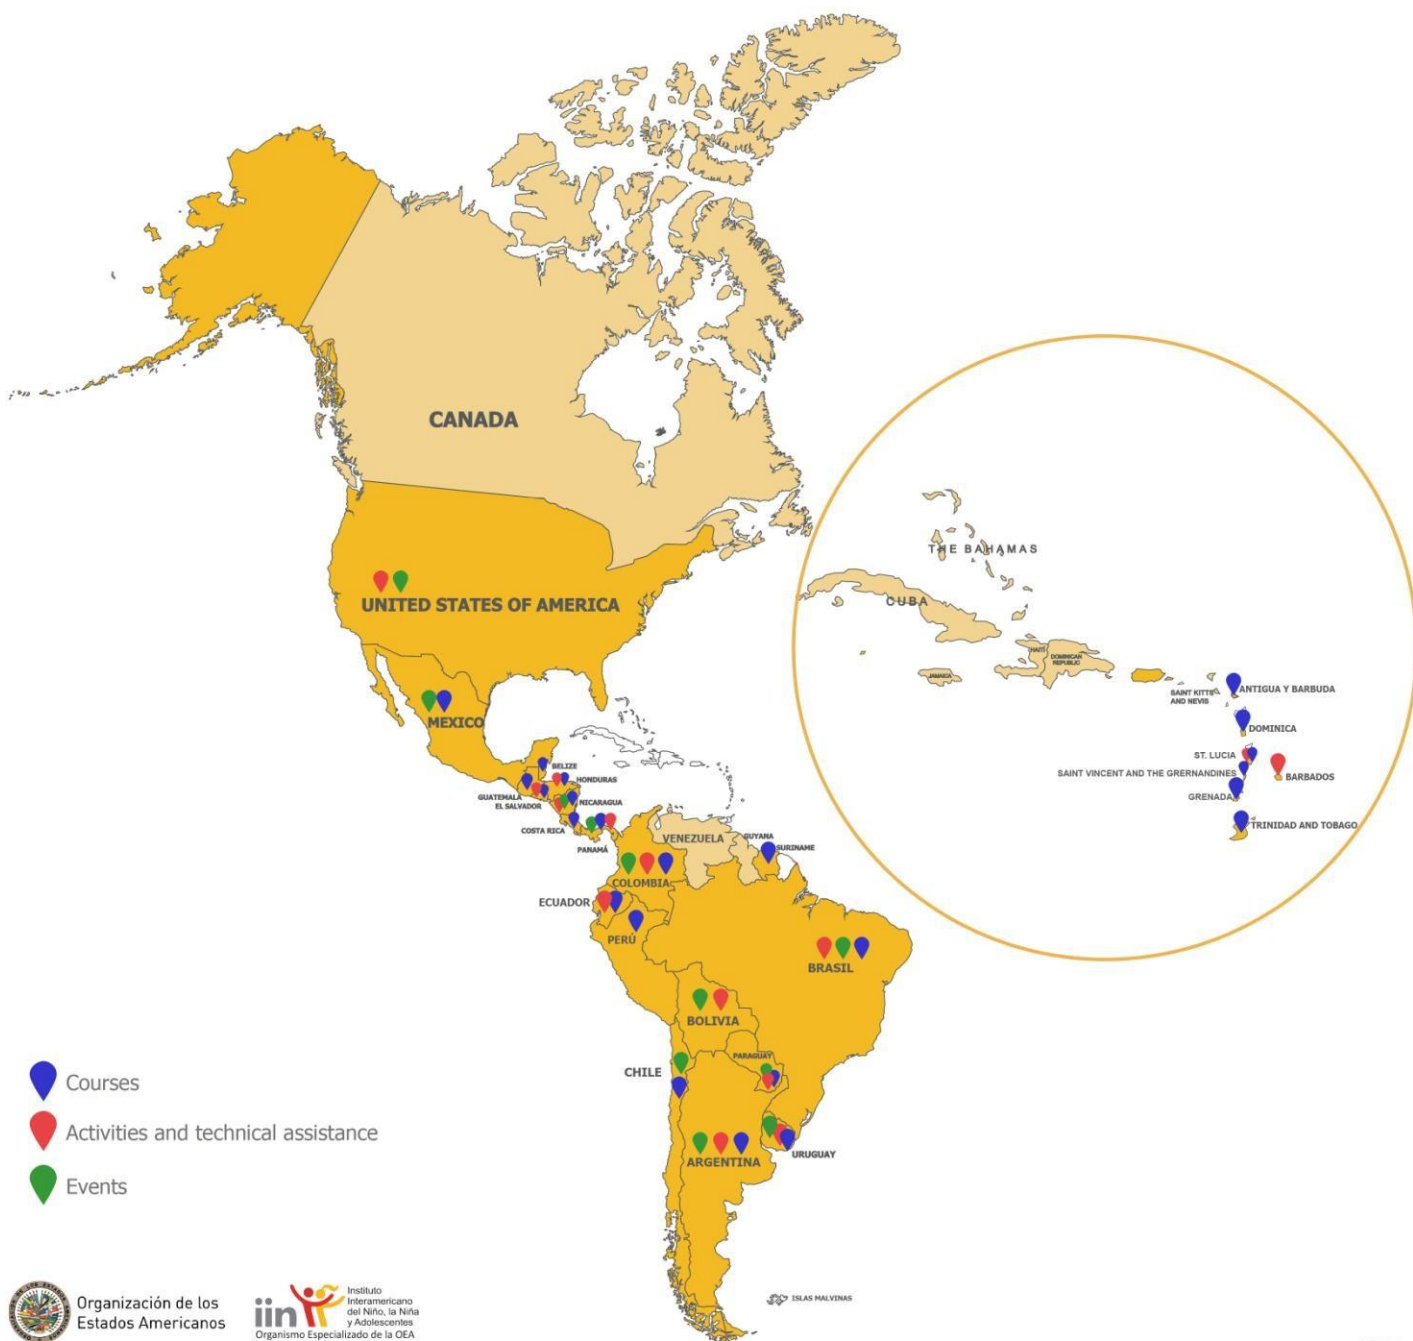 CANADA
UNITED STATES OF AMERICA
MEXICO
BELIZE
HONDURAS
GUATEMALA
EL SALVADOR
NICARAGUA
COSTA RICA
PANAMÁ
VENEZUELA
GUYANA
SURINAME
COLOMBIA
ECUADOR
PERÚ
BRASIL
BOLIVIA
PARAGUAY
CHILE
ARGENTINA
URUGUAY
ISLAS MALVINAS
THE BAHAMAS
CUBA
HAITÍ
DOMINICAN
REPUBLIC
JAMAICA
SAINT KITTS
AND NEVIS
ANTIGUA Y BARBUDA
DOMINICA
ST. LUCIA
SAINT VINCENT AND THE GRERNANDINES
BARBADOS
GRENADA
TRINIDAD AND TOBAGO
Courses
Activities and technical assistance
Events
Organización de los
Estados Americanos
iin
Instituto
Interamericano
del Niño, la Niña
y Adolescentes
Organismo Especializado de la OEA